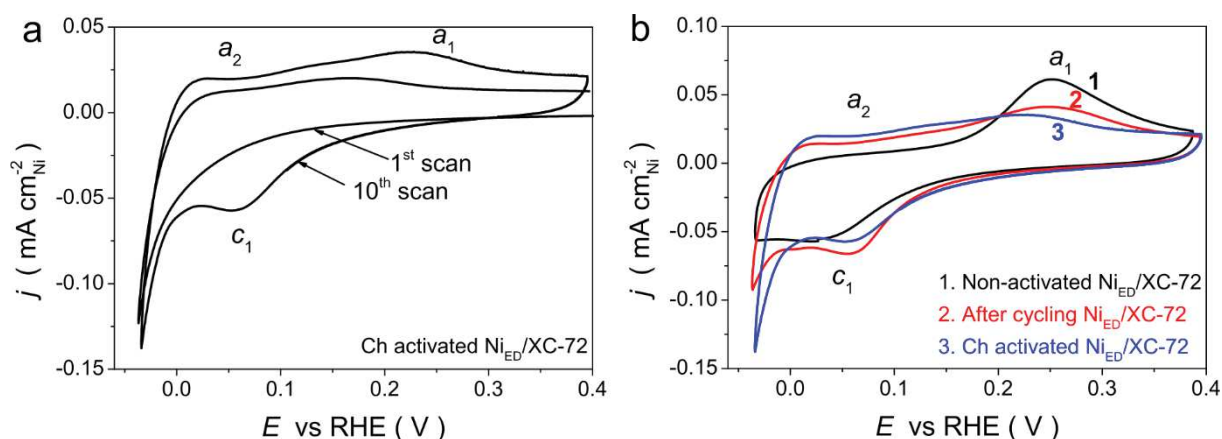 a
0.05
0.00
-0.05
-0.10
-0.15
j ( mA cm⁻²Ni )
a₂
a₁
1st scan
10th scan
c₁
Ch activated NiED/XC-72
0.0
0.1
0.2
0.3
0.4
E vs RHE ( V )
b
0.10
0.05
0.00
-0.05
-0.10
-0.15
j ( mA cm⁻²Ni )
a₁
1
2
3
a₂
c₁
1. Non-activated NiED/XC-72
2. After cycling NiED/XC-72
3. Ch activated NiED/XC-72
0.0
0.1
0.2
0.3
0.4
E vs RHE ( V )